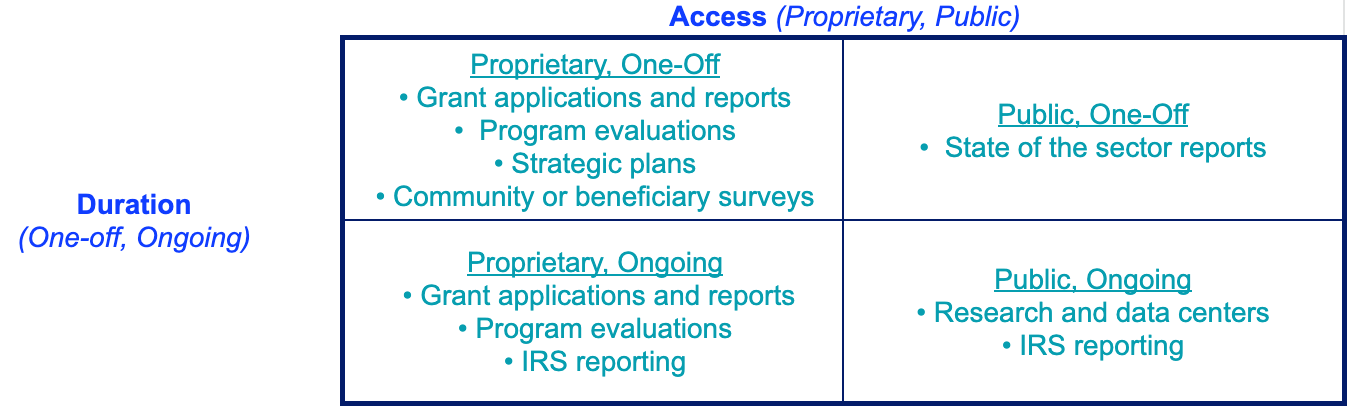 Access (Proprietary, Public)
Proprietary, One-Off
• Grant applications and reports
• Program evaluations
• Strategic plans
• Community or beneficiary surveys
Public, One-Off
• State of the sector reports
Duration
(One-off, Ongoing)
Proprietary, Ongoing
• Grant applications and reports
• Program evaluations
• IRS reporting
Public, Ongoing
• Research and data centers
• IRS reporting